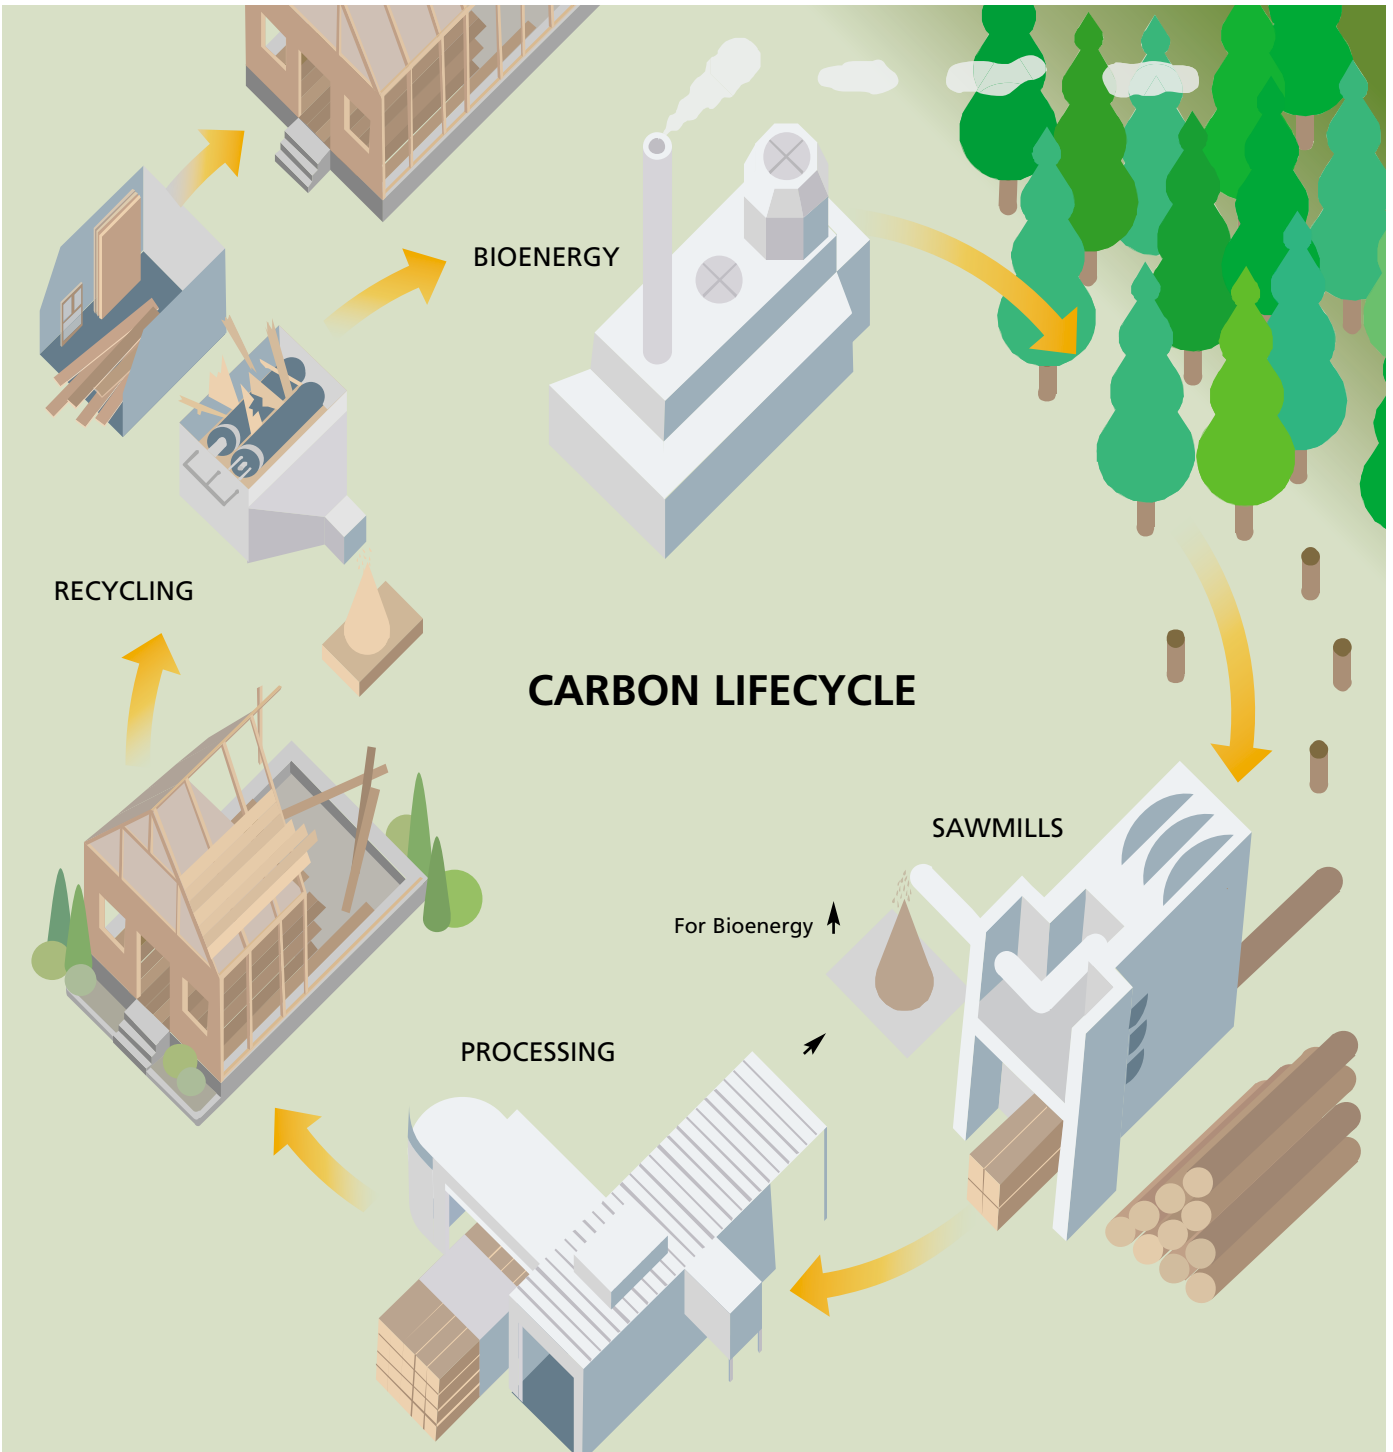 BIOENERGY
RECYCLING
CARBON LIFECYCLE
SAWMILLS
For Bioenergy
PROCESSING